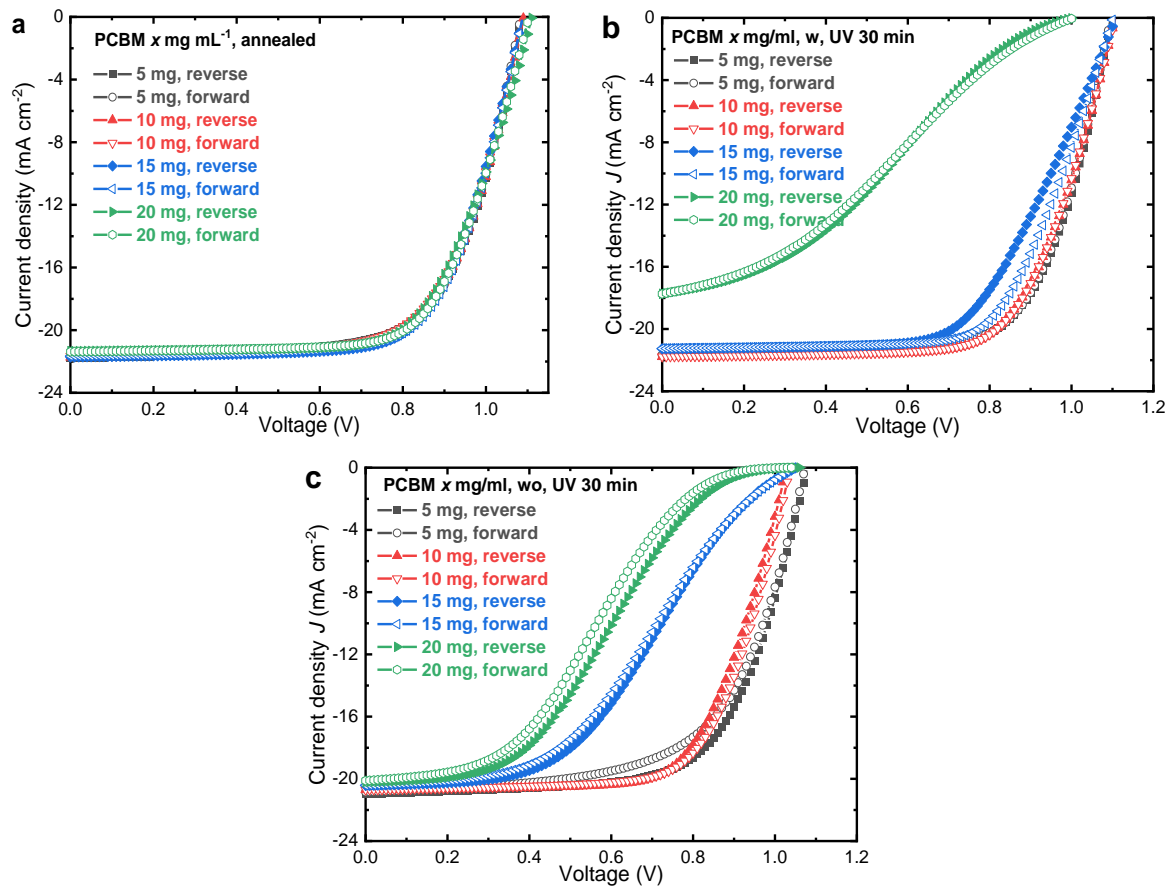 a
PCBM x mg mL⁻¹, annealed
5 mg, reverse
5 mg, forward
10 mg, reverse
10 mg, forward
15 mg, reverse
15 mg, forward
20 mg, reverse
20 mg, forward
Current density (mA cm⁻²)
0
-4
-8
-12
-16
-20
-24
0.0 0.2 0.4 0.6 0.8 1.0
Voltage (V)
b
PCBM x mg/ml, w, UV 30 min
5 mg, reverse
5 mg, forward
10 mg, reverse
10 mg, forward
15 mg, reverse
15 mg, forward
20 mg, reverse
20 mg, forward
Current density J (mA cm⁻²)
0
-4
-8
-12
-16
-20
-24
0.0 0.2 0.4 0.6 0.8 1.0 1.2
Voltage (V)
c
PCBM x mg/ml, wo, UV 30 min
5 mg, reverse
5 mg, forward
10 mg, reverse
10 mg, forward
15 mg, reverse
15 mg, forward
20 mg, reverse
20 mg, forward
Current density J (mA cm⁻²)
0
-4
-8
-12
-16
-20
-24
0.0 0.2 0.4 0.6 0.8 1.0 1.2
Voltage (V)